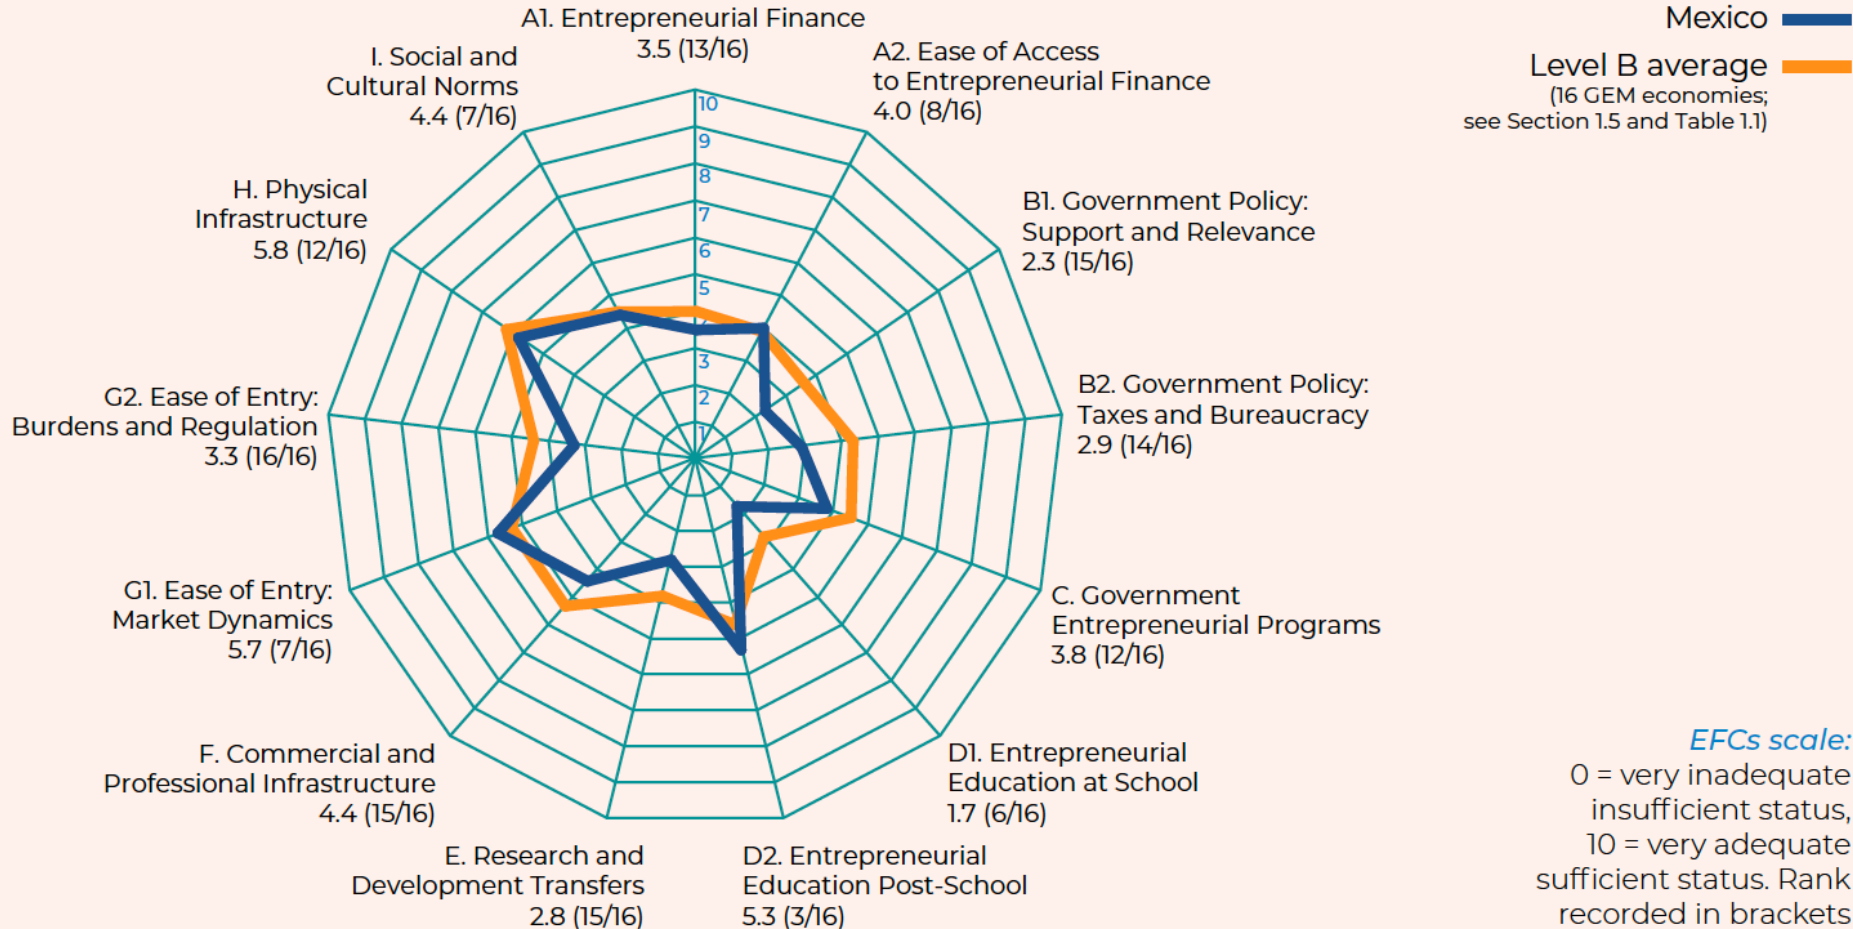 A1. Entrepreneurial Finance
3.5 (13/16)
A2. Ease of Access
to Entrepreneurial Finance
4.0 (8/16)
B1. Government Policy:
Support and Relevance
2.3 (15/16)
B2. Government Policy:
Taxes and Bureaucracy
2.9 (14/16)
C. Government
Entrepreneurial Programs
3.8 (12/16)
D1. Entrepreneurial
Education at School
1.7 (6/16)
D2. Entrepreneurial
Education Post-School
5.3 (3/16)
E. Research and
Development Transfers
2.8 (15/16)
F. Commercial and
Professional Infrastructure
4.4 (15/16)
G1. Ease of Entry:
Market Dynamics
5.7 (7/16)
G2. Ease of Entry:
Burdens and Regulation
3.3 (16/16)
H. Physical
Infrastructure
5.8 (12/16)
I. Social and
Cultural Norms
4.4 (7/16)
10
9
8
7
6
5
3
2
1
Mexico
Level B average
(16 GEM economies;
see Section 1.5 and Table 1.1)
EFCs scale:
0 = very inadequate
insufficient status,
10 = very adequate
sufficient status. Rank
recorded in brackets